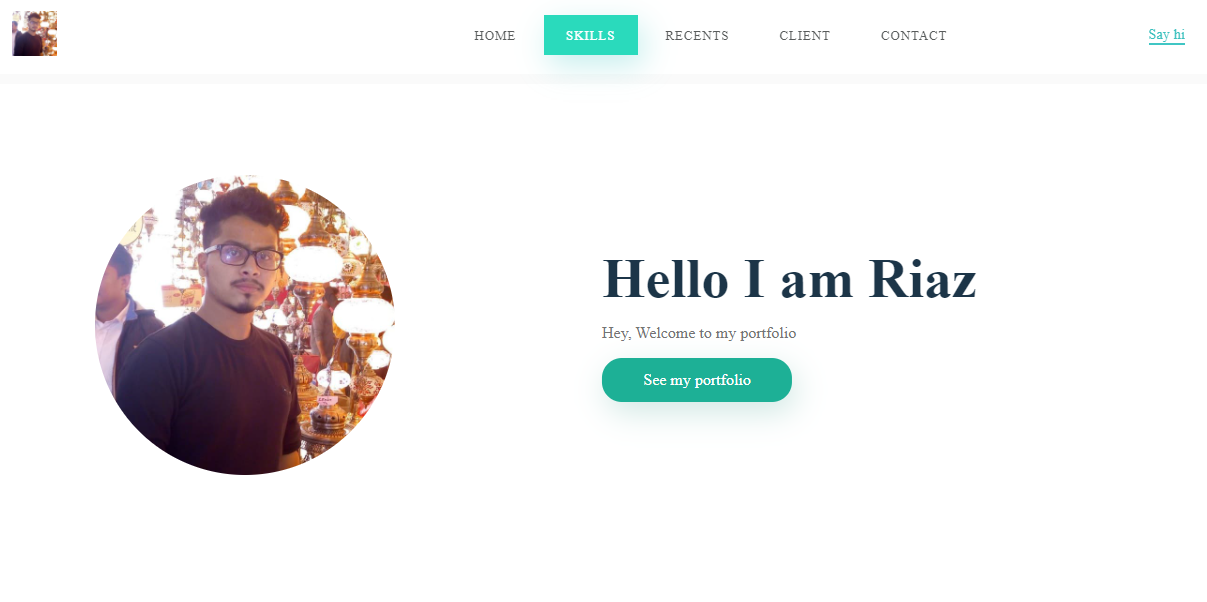 HOME SKILLS RECENTS CLIENT CONTACT Say hi
Hello I am Riaz
Hey, Welcome to my portfolio
See my portfolio